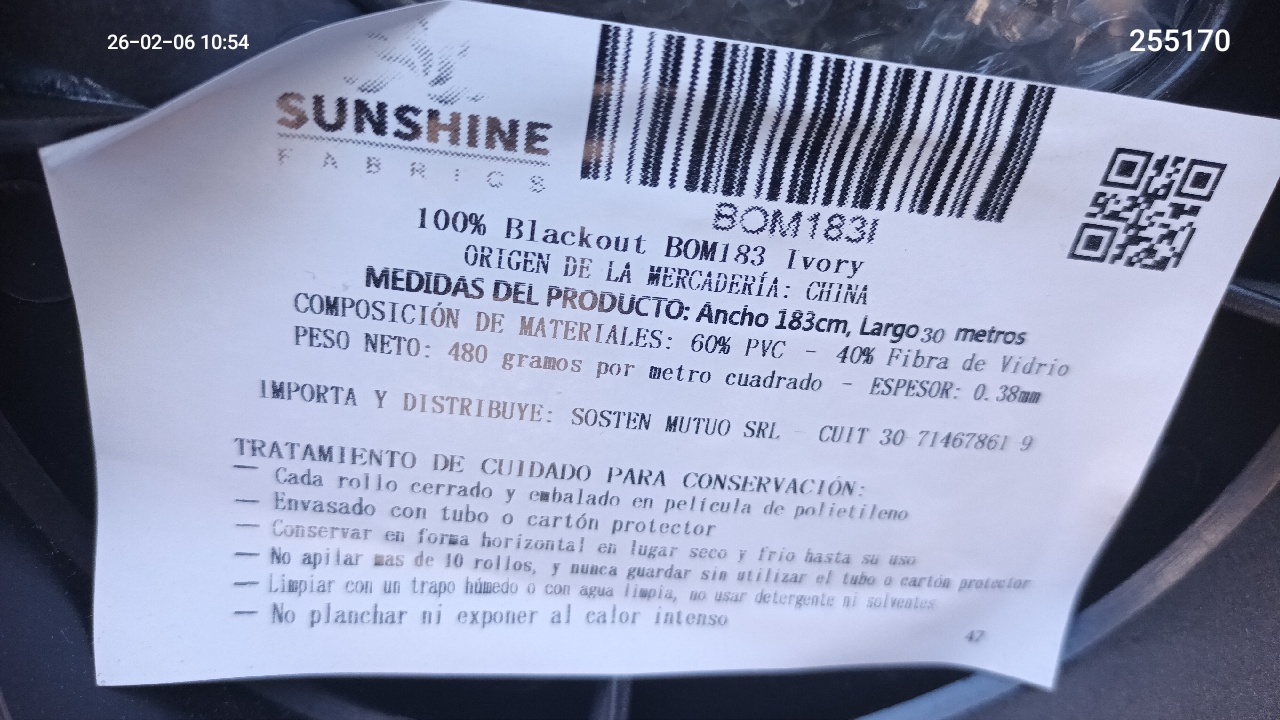 26-02-06 10:54
255170
SUNSHINE
FABRICS
BOM183I
100% Blackout BOM183 Ivory
ORIGEN DE LA MERCADERÍA: CHINA
MEDIDAS DEL PRODUCTO: Ancho 183cm, Largo 30 metros
COMPOSICIÓN DE MATERIALES: 60% PVC - 40% Fibra de Vidrio
PESO NETO: 480 gramos por metro cuadrado - ESPESOR: 0.38mm
IMPORTA Y DISTRIBUYE: SOSTEN MUTUO SRL - CUIT 30 71467861 9
TRATAMIENTO DE CUIDADO PARA CONSERVACIÓN:
— Cada rollo cerrado y embalado en película de polietileno
— Envasado con tubo o cartón protector
— Conservar en forma horizontal en lugar seco y frío hasta su uso
— No apilar mas de 10 rollos, y nunca guardar sin utilizar el tubo o cartón protector
— Limpiar con un trapo húmedo o con agua limpia, no usar detergente ni solventes
— No planchar ni exponer al calor intenso
47